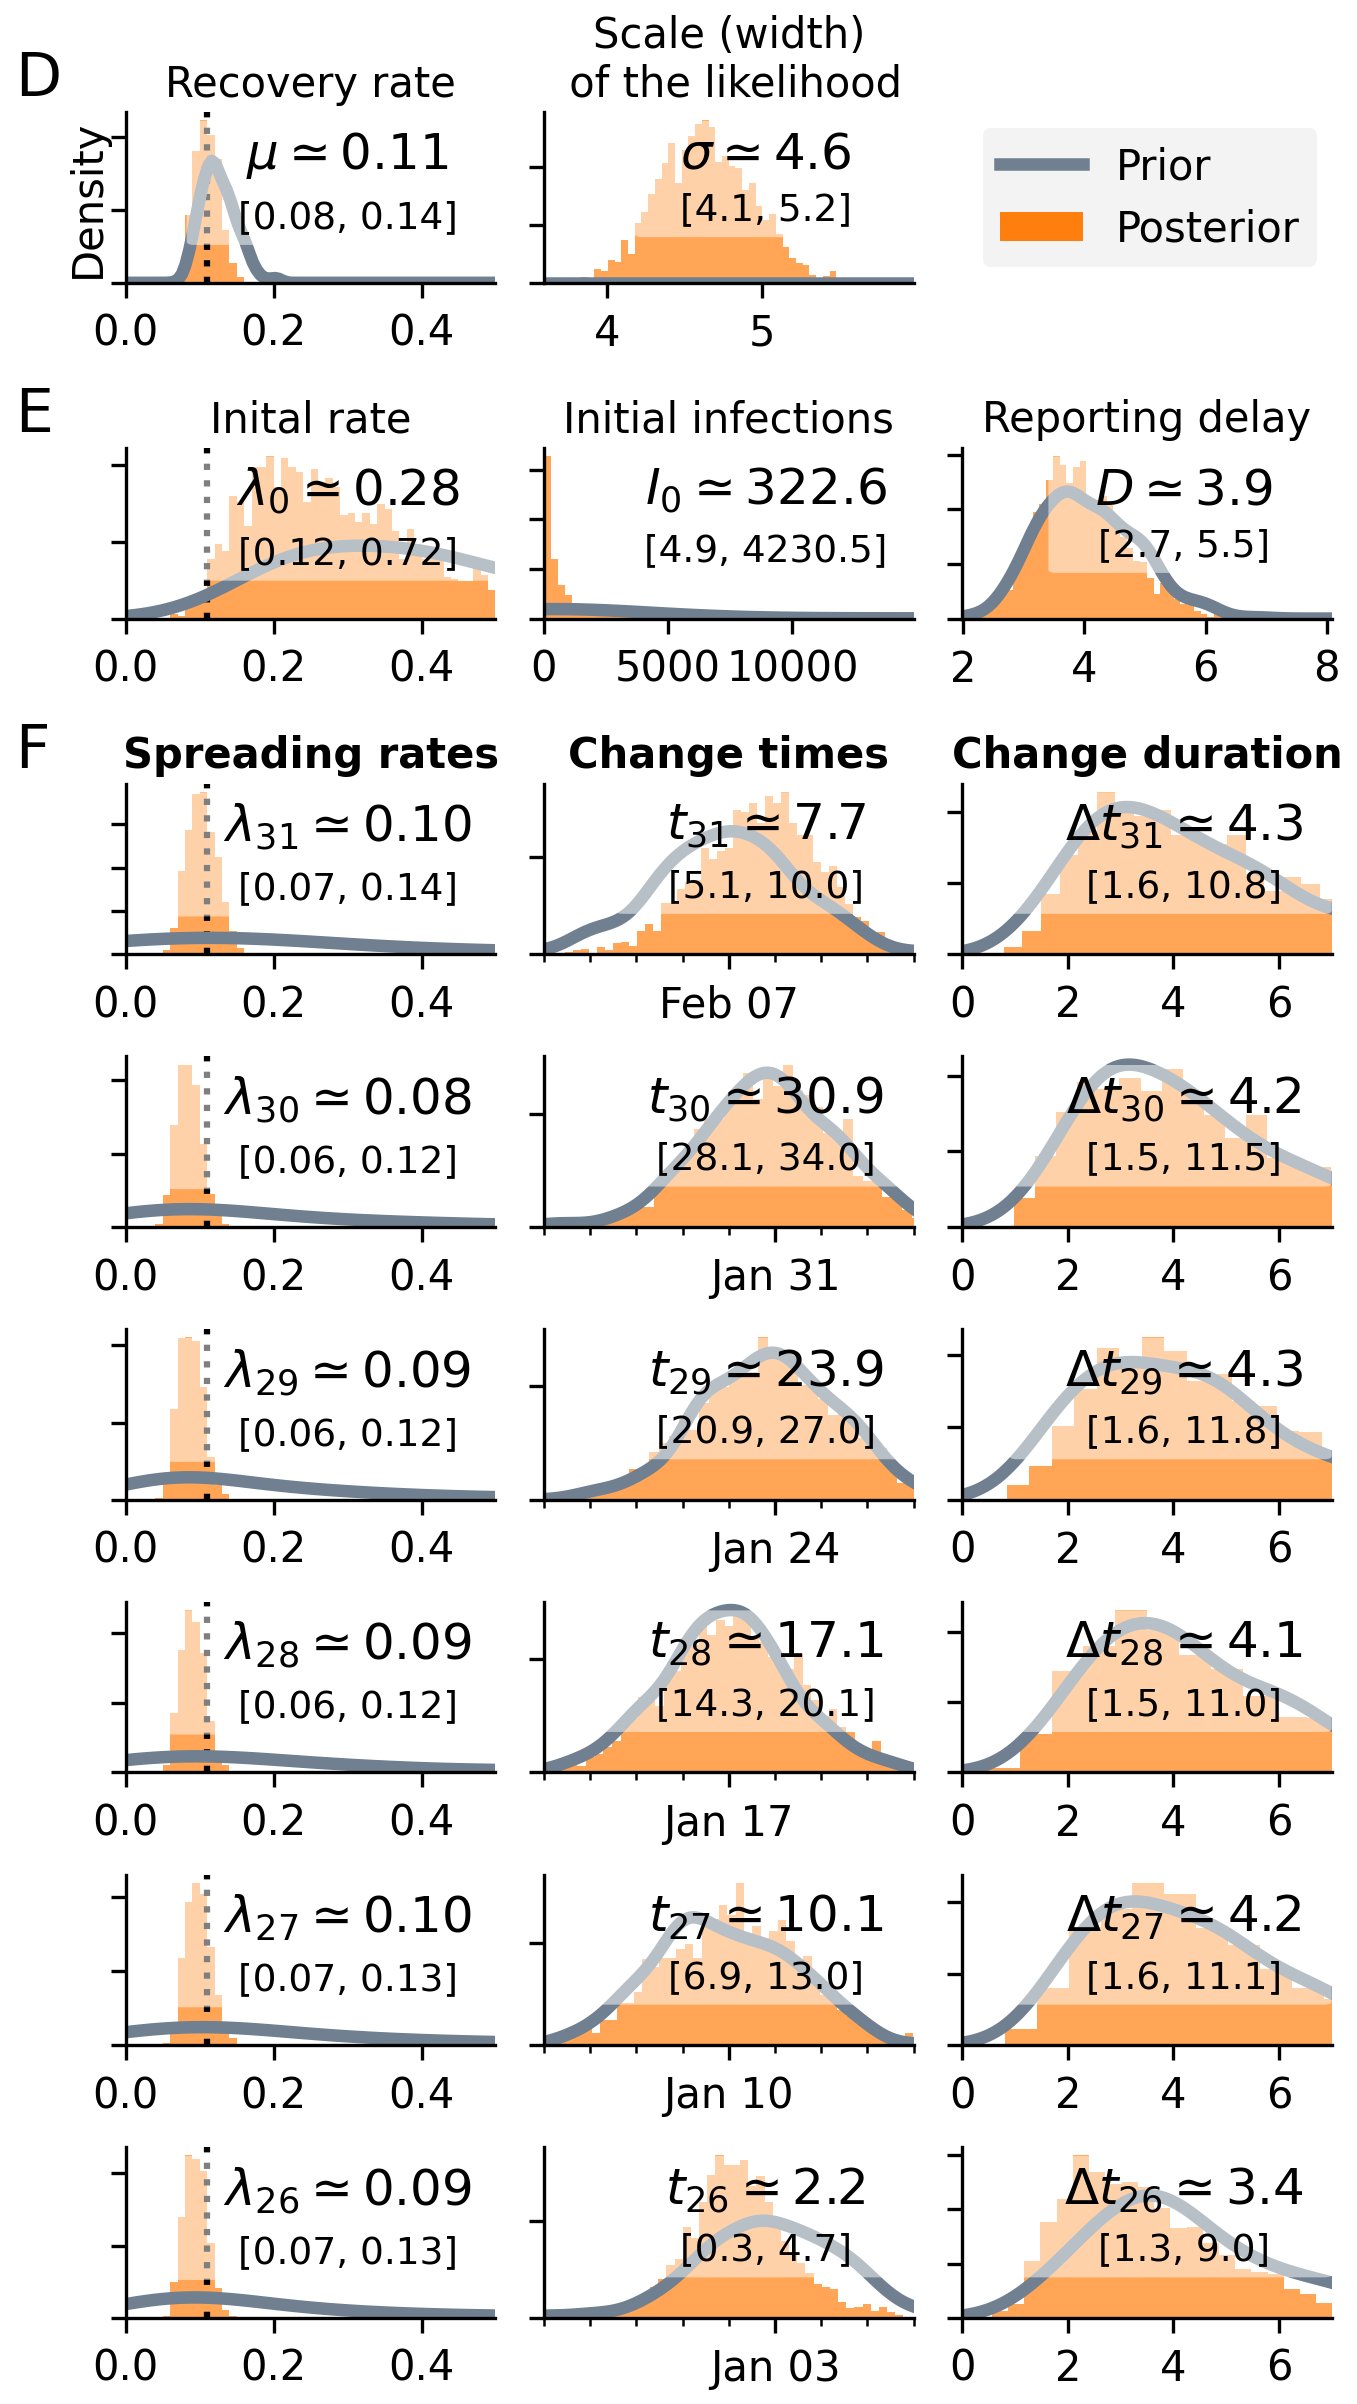 D
Recovery rate
Scale (width)
of the likelihood
Density
μ ≃ 0.11
[0.08, 0.14]
0.0 0.2 0.4
σ ≃ 4.6
[4.1, 5.2]
4 5
Prior
Posterior
E
Inital rate
λ0 ≃ 0.28
[0.12, 0.72]
0.0 0.2 0.4
Initial infections
I0 ≃ 322.6
[4.9, 4230.5]
0 5000 10000
Reporting delay
D ≃ 3.9
[2.7, 5.5]
2 4 6 8
F
Spreading rates
Change times
Change duration
λ31 ≃ 0.10
[0.07, 0.14]
0.0 0.2 0.4
t31 ≃ 7.7
[5.1, 10.0]
Feb 07
Δt31 ≃ 4.3
[1.6, 10.8]
0 2 4 6
λ30 ≃ 0.08
[0.06, 0.12]
0.0 0.2 0.4
t30 ≃ 30.9
[28.1, 34.0]
Jan 31
Δt30 ≃ 4.2
[1.5, 11.5]
0 2 4 6
λ29 ≃ 0.09
[0.06, 0.12]
0.0 0.2 0.4
t29 ≃ 23.9
[20.9, 27.0]
Jan 24
Δt29 ≃ 4.3
[1.6, 11.8]
0 2 4 6
λ28 ≃ 0.09
[0.06, 0.12]
0.0 0.2 0.4
t28 ≃ 17.1
[14.3, 20.1]
Jan 17
Δt28 ≃ 4.1
[1.5, 11.0]
0 2 4 6
λ27 ≃ 0.10
[0.07, 0.13]
0.0 0.2 0.4
t27 ≃ 10.1
[6.9, 13.0]
Jan 10
Δt27 ≃ 4.2
[1.6, 11.1]
0 2 4 6
λ26 ≃ 0.09
[0.07, 0.13]
0.0 0.2 0.4
t26 ≃ 2.2
[0.3, 4.7]
Jan 03
Δt26 ≃ 3.4
[1.3, 9.0]
0 2 4 6